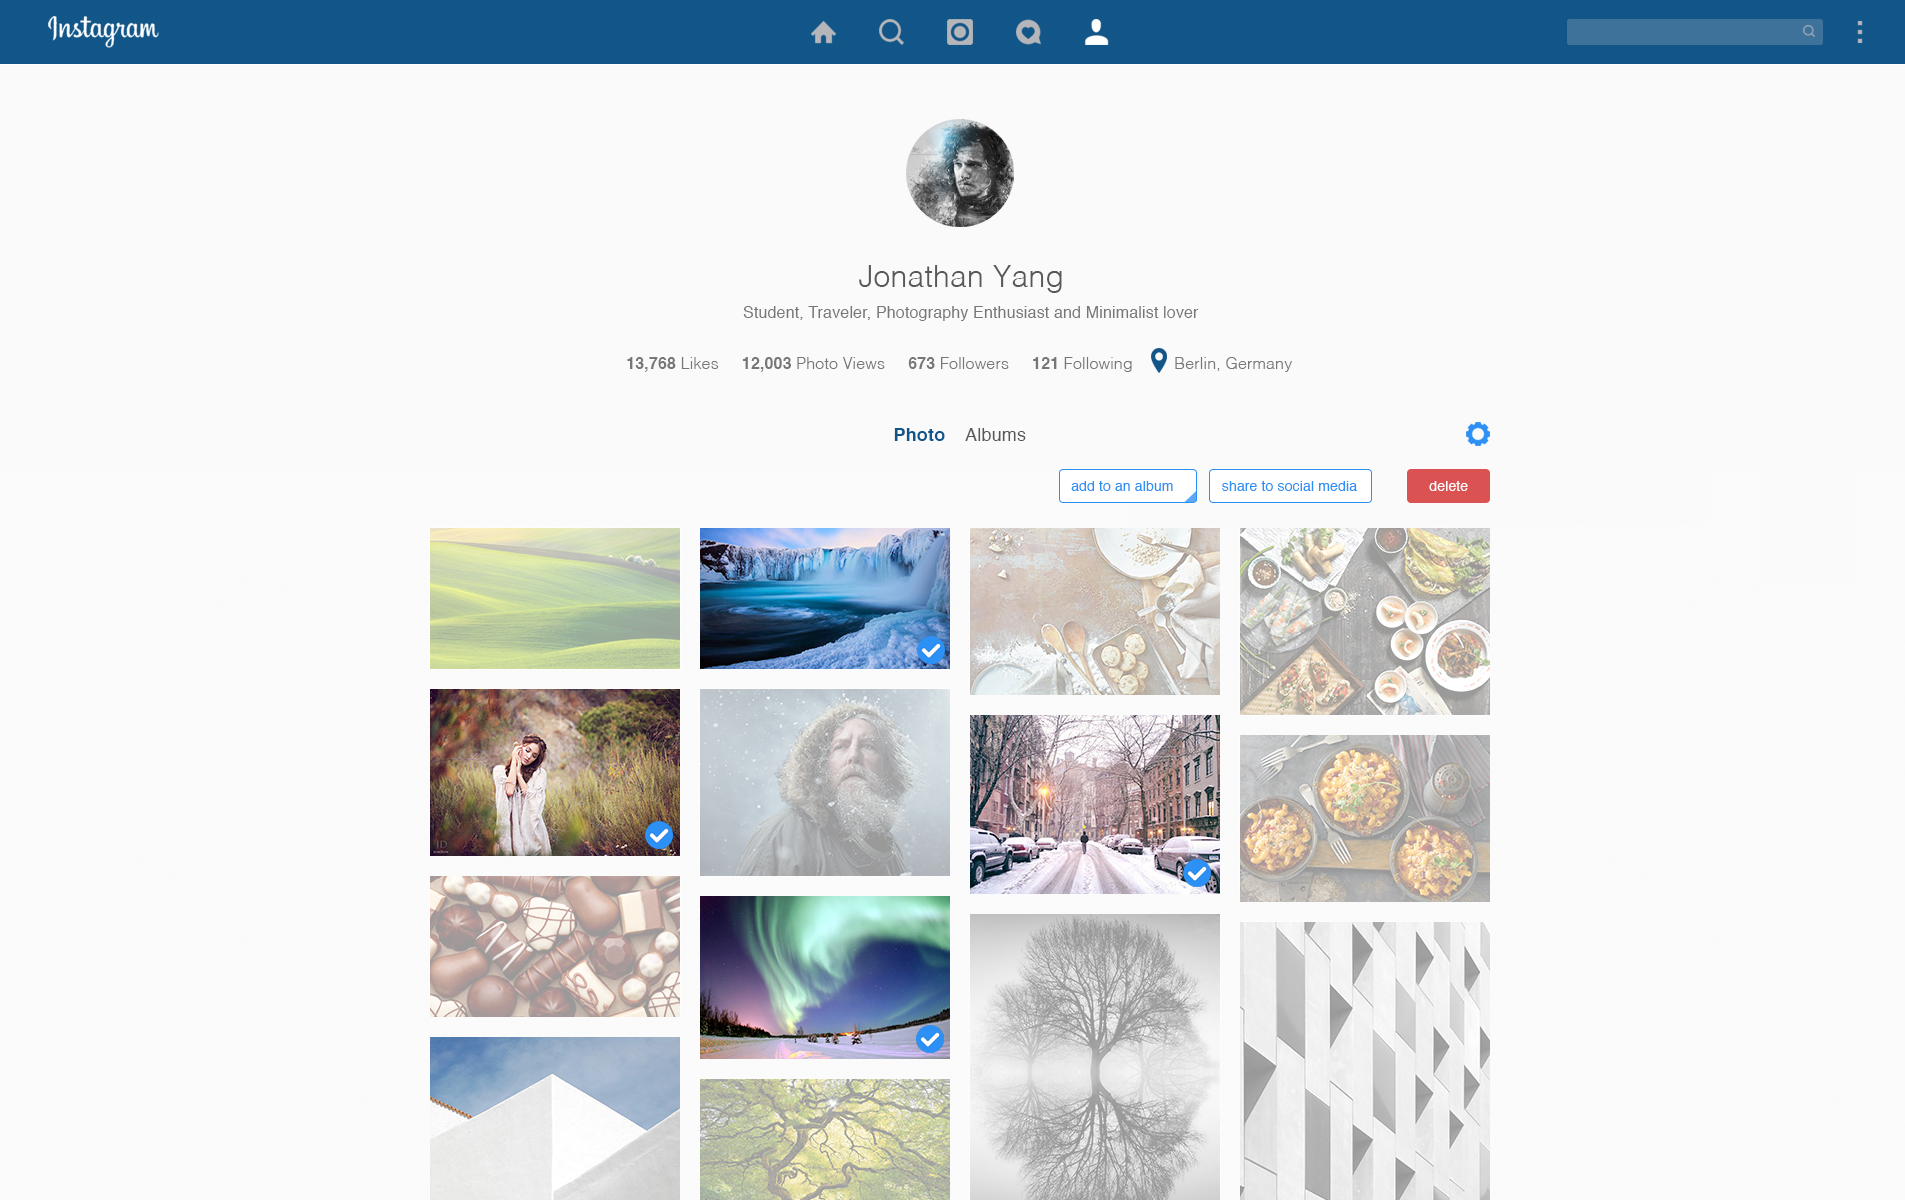 Instagram
Jonathan Yang
Student, Traveler, Photography Enthusiast and Minimalist lover
13,768 Likes 12,003 Photo Views 673 Followers 121 Following Berlin, Germany
Photo Albums
add to an album share to social media delete
JD